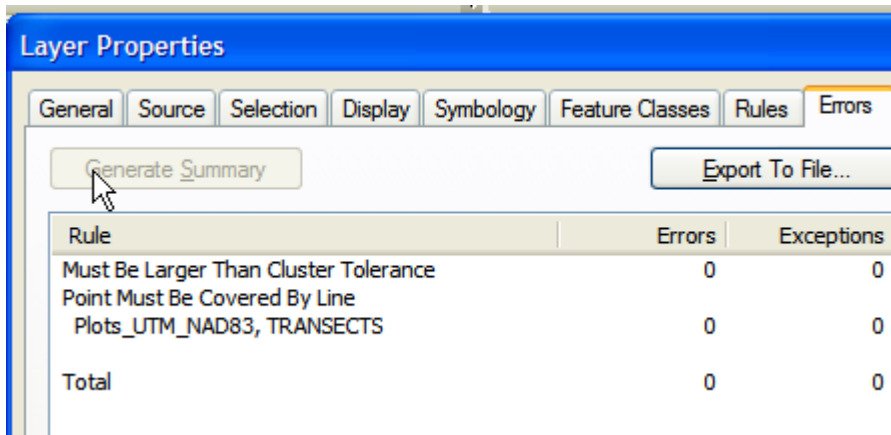 Layer Properties
General Source Selection Display Symbology Feature Classes Rules Errors
Generate Summary Export To File...
Rule Errors Exceptions
Must Be Larger Than Cluster Tolerance 0 0
Point Must Be Covered By Line
Plots_UTM_NAD83, TRANSECTS 0 0
Total 0 0